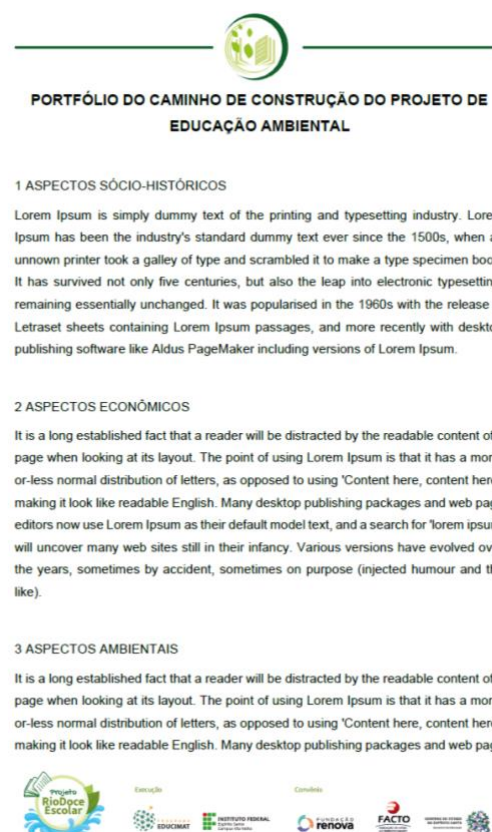 PORTFÓLIO DO CAMINHO DE CONSTRUÇÃO DO PROJETO DE
EDUCAÇÃO AMBIENTAL
1 ASPECTOS SÓCIO-HISTÓRICOS
Lorem Ipsum is simply dummy text of the printing and typesetting industry. Lore
Ipsum has been the industry's standard dummy text ever since the 1500s, when a
unnown printer took a galley of type and scrambled it to make a type specimen boo
It has survived not only five centuries, but also the leap into electronic typesettin
remaining essentially unchanged. It was popularised in the 1960s with the release
Letraset sheets containing Lorem Ipsum passages, and more recently with deskto
publishing software like Aldus PageMaker including versions of Lorem Ipsum.
2 ASPECTOS ECONÔMICOS
It is a long established fact that a reader will be distracted by the readable content of
page when looking at its layout. The point of using Lorem Ipsum is that it has a mor
or-less normal distribution of letters, as opposed to using 'Content here, content here
making it look like readable English. Many desktop publishing packages and web pag
editors now use Lorem Ipsum as their default model text, and a search for 'lorem ipsum
will uncover many web sites still in their infancy. Various versions have evolved ov
the years, sometimes by accident, sometimes on purpose (injected humour and th
like).
3 ASPECTOS AMBIENTAIS
It is a long established fact that a reader will be distracted by the readable content of
page when looking at its layout. The point of using Lorem Ipsum is that it has a mor
or-less normal distribution of letters, as opposed to using 'Content here, content here
making it look like readable English. Many desktop publishing packages and web pag
Projeto
RioDoce
Escolar
Execução
EDUCIMAT
INSTITUTO FEDERAL
Espírito Santo
Convênio
FUNDAÇÃO
renova
FACTO
GOVERNO DO ESTADO
DO ESPÍRITO SANTO